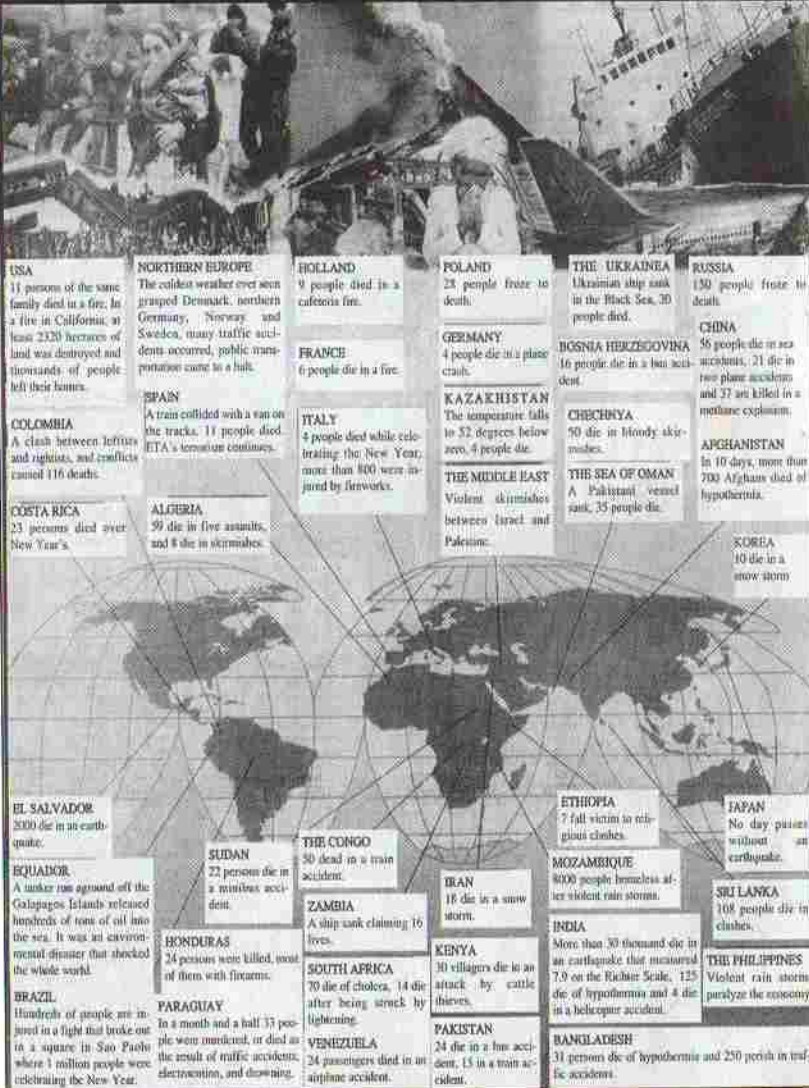 USA
11 persons of the same
family died in a fire. In
a fire in California, at
least 2320 hectares of
land was destroyed and
thousands of people
left their homes.
COLOMBIA
A clash between leftists
and rightists, and conflicts
caused 116 deaths.
COSTA RICA
23 persons died over
New Year's.
NORTHERN EUROPE
The coldest weather ever seen
grasped Denmark, northern
Germany, Norway and
Sweden, many traffic acci-
dents occurred, public trans-
portation came to a halt.
SPAIN
A train collided with a van on
the tracks. 11 people died.
ETA's terrorism continues.
ALGERIA
59 die in five assaults,
and 8 die in skirmishes.
HOLLAND
9 people died in a
cafeteria fire.
FRANCE
6 people die in a fire.
ITALY
4 people died while cele-
brating the New Year;
more than 800 were in-
jured by fireworks.
POLAND
28 people froze to
death.
GERMANY
4 people die in a plane
crash.
KAZAKHISTAN
The temperature falls
to 52 degrees below
zero, 4 people die.
THE MIDDLE EAST
Violent skirmishes
between Israel and
Palestine.
THE UKRAINEA
Ukrainian ship sank
in the Black Sea, 20
people died.
BOSNIA HERZEGOVINA
16 people die in a bus acci-
dent.
CHECHNYA
50 die in bloody skir-
mishes.
THE SEA OF OMAN
A Pakistani vessel
sank, 35 people die.
RUSSIA
150 people froze to
death.
CHINA
56 people die in sea
accidents, 21 die in
two plane accidents
and 37 are killed in a
methane explosion.
AFGHANISTAN
In 10 days, more than
700 Afghans died of
hypothermia.
KOREA
10 die in a
snow storm
EL SALVADOR
2000 die in an earth-
quake.
EQUADOR
A tanker run aground off the
Galapagos Islands released
hundreds of tons of oil into
the sea. It was an environ-
mental disaster that shocked
the whole world.
BRAZIL
Hundreds of people are in-
jured in a fight that broke out
in a square in Sao Paolo
where 1 million people were
celebrating the New Year.
SUDAN
22 persons die in
a minibus acci-
dent.
HONDURAS
24 persons were killed, most
of them with firearms.
PARAGUAY
In a month and a half 33 peo-
ple were murdered, or died as
the result of traffic accidents,
electrocution, and drowning.
THE CONGO
50 dead in a train
accident.
ZAMBIA
A ship sank claiming 16
lives.
SOUTH AFRICA
70 die of cholera, 14 die
after being struck by
lightening.
VENEZUELA
24 passengers died in an
airplane accident.
IRAN
18 die in a snow
storm.
KENYA
30 villagers die in an
attack by cattle
thieves.
PAKISTAN
24 die in a bus acci-
dent, 15 in a train ac-
cident.
ETHIOPIA
7 fall victim to reli-
gious clashes.
MOZAMBIQUE
8000 people homeless af-
ter violent rain storms.
INDIA
More than 30 thousand die in
an earthquake that measured
7.9 on the Richter Scale, 125
die of hypothermia and 4 die
in a helicopter accident.
BANGLADESH
31 persons die of hypothermia and 250 perish in traf-
fic accidents.
JAPAN
No day passes
without an
earthquake.
SRI LANKA
108 people die in
clashes.
THE PHILIPPINES
Violent rain storms
paralyze the economy